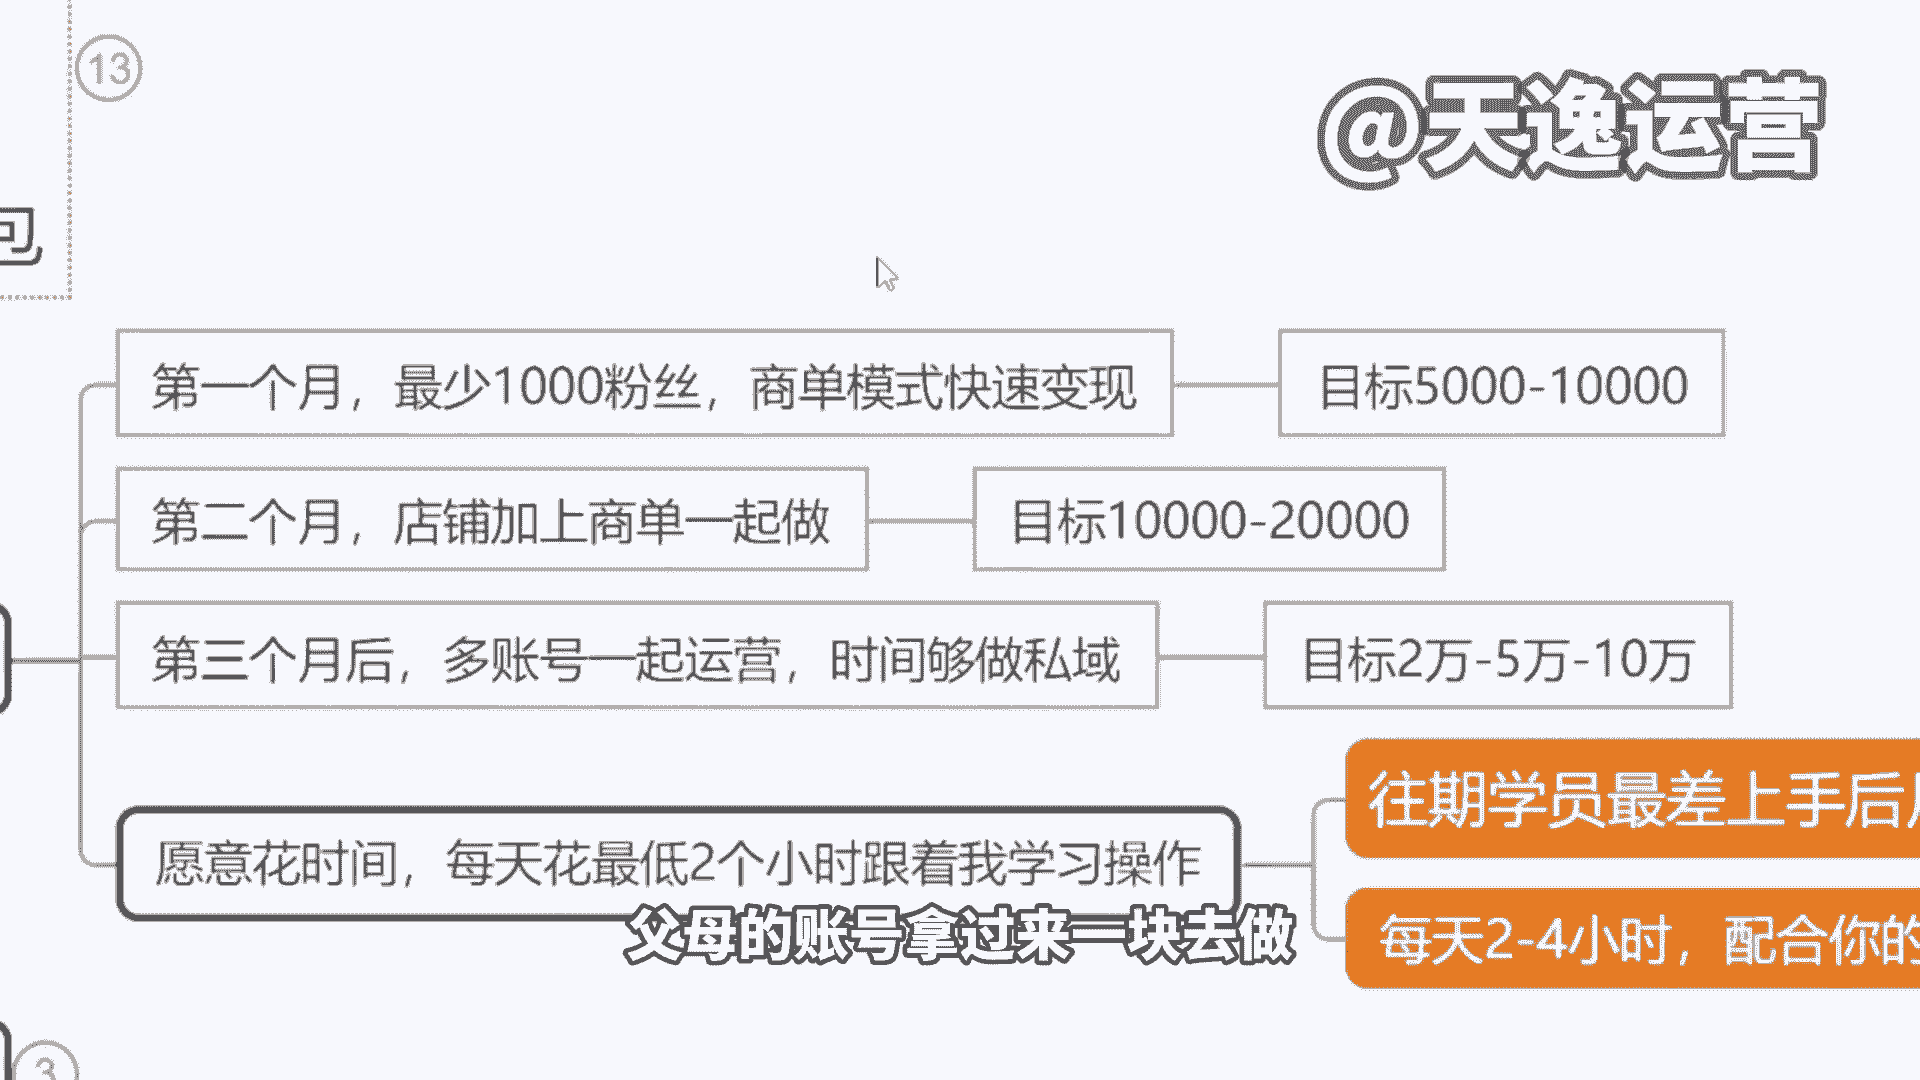 13
@天逸运营
包
第一个月，最少1000粉丝，商单模式快速变现
目标5000-10000
第二个月，店铺加上商单一起做
目标10000-20000
第三个月后，多账号一起运营，时间够做私域
目标2万-5万-10万
往期学员最差上手后
愿意花时间，每天花最低2个小时跟着我学习操作
父母的账号拿过来一块去做
每天2-4小时，配合你的
3